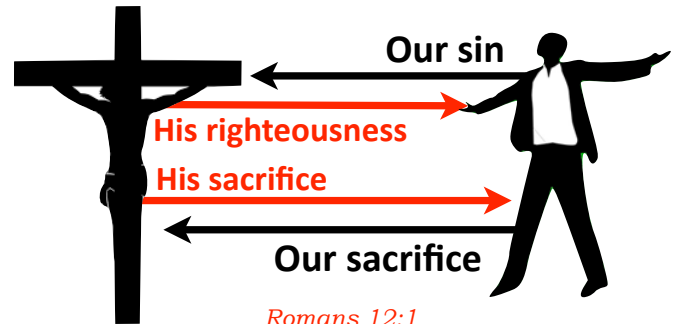 Our sin
His righteousness
His sacrifice
Our sacrifice
Romans 12:1